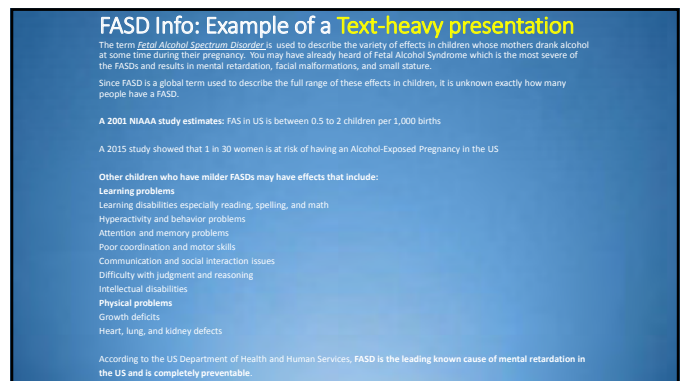 FASD Info: Example of a Text-heavy presentation
The term Fetal Alcohol Spectrum Disorder is used to describe the variety of effects in children whose mothers drank alcohol
at some time during their pregnancy. You may have already heard of Fetal Alcohol Syndrome which is the most severe of
the FASDs and results in mental retardation, facial malformations, and small stature.
Since FASD is a global term used to describe the full range of these effects in children, it is unknown exactly how many
people have a FASD.
A 2001 NIAAA study estimates: FAS in US is between 0.5 to 2 children per 1,000 births
A 2015 study showed that 1 in 30 women is at risk of having an Alcohol-Exposed Pregnancy in the US
Other children who have milder FASDs may have effects that include:
Learning problems
Learning disabilities especially reading, spelling, and math
Hyperactivity and behavior problems
Attention and memory problems
Poor coordination and motor skills
Communication and social interaction issues
Difficulty with judgment and reasoning
Intellectual disabilities
Physical problems
Growth deficits
Heart, lung, and kidney defects
According to the US Department of Health and Human Services, FASD is the leading known cause of mental retardation in
the US and is completely preventable.